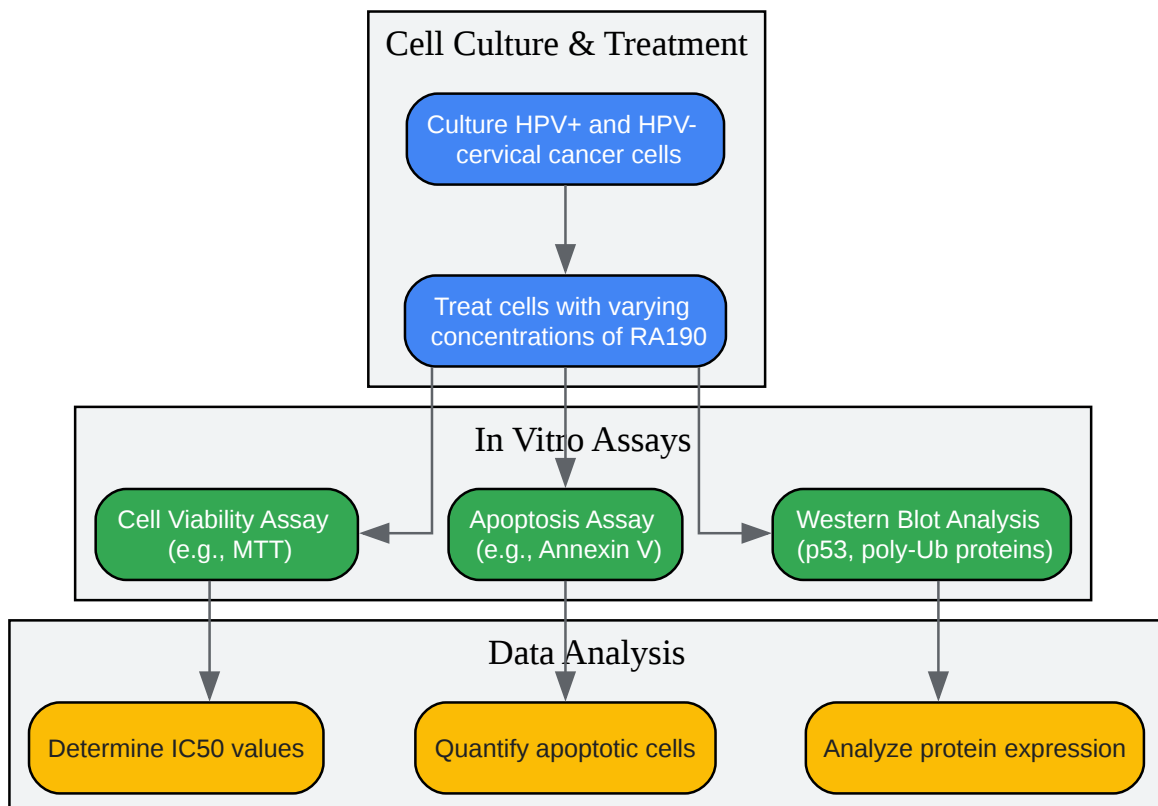 Cell Culture & Treatment
Culture HPV+ and HPV-
cervical cancer cells
Treat cells with varying
concentrations of RA190
In Vitro Assays
Cell Viability Assay
(e.g., MTT)
Apoptosis Assay
(e.g., Annexin V)
Western Blot Analysis
(p53, poly-Ub proteins)
Data Analysis
Determine IC50 values
Quantify apoptotic cells
Analyze protein expression